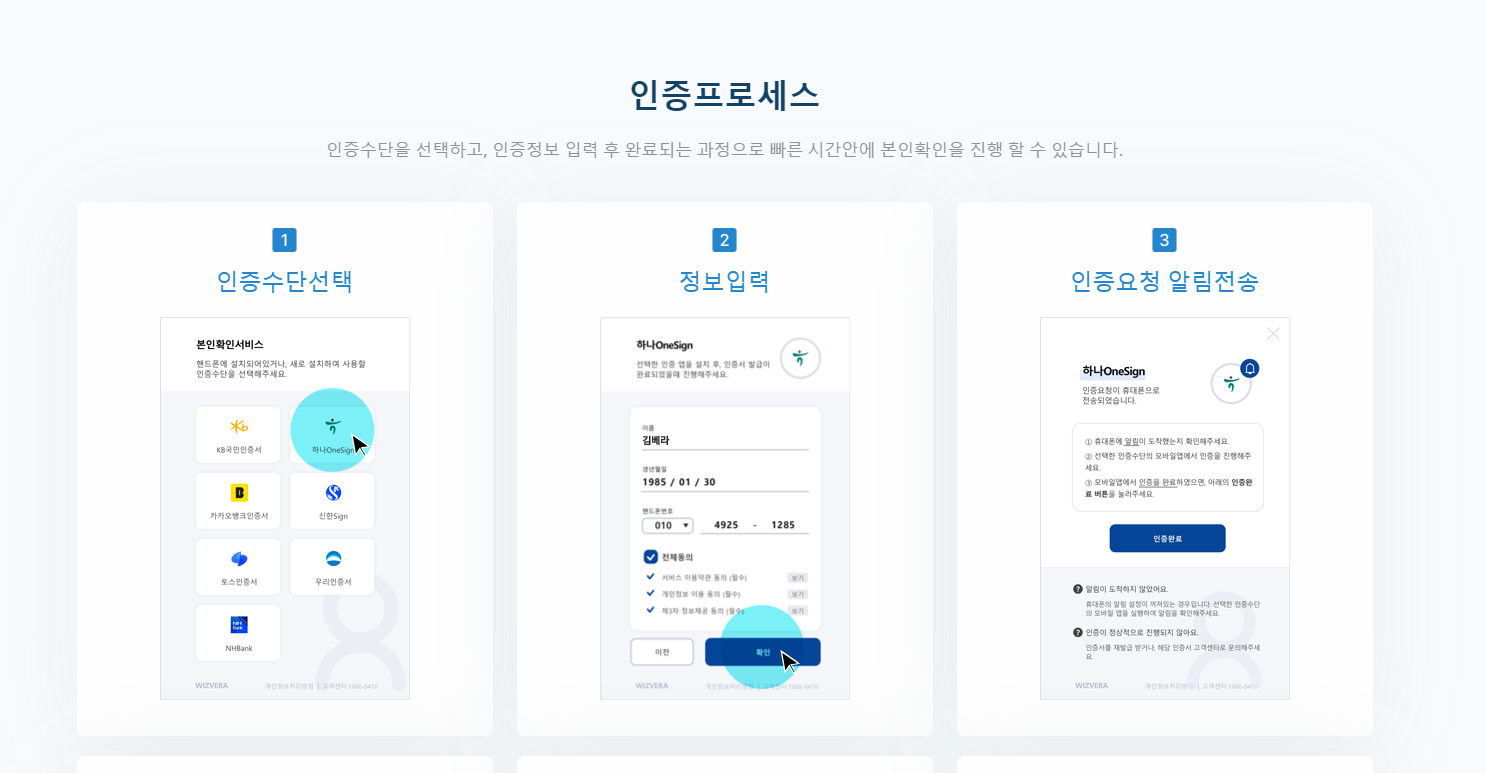 인증프로세스
인증수단을 선택하고, 인증정보 입력 후 완료되는 과정으로 빠른 시간안에 본인확인을 진행 할 수 있습니다.
1
인증수단선택
본인확인서비스
핸드폰에 설치되어있거나, 새로 설치하여 사용할
인증수단을 선택해주세요.
KB국민인증서
하나OneSign
카카오뱅크인증서
신한Sign
토스인증서
우리인증서
NH
Bank
NHBank
WIZVERA
개인정보처리방침 | 고객센터:1666-5410
2
정보입력
하나OneSign
선택한 인증 앱을 설치 후, 인증서 발급이
완료되었을때 진행해주세요.
이름
김베라
생년월일
1985 / 01 / 30
핸드폰번호
010 4925 - 1285
전체동의
서비스 이용약관 동의 (필수) 보기
개인정보 이용 동의 (필수) 보기
제3자 정보제공 동의 (필수) 보기
이전
확인
WIZVERA
개인정보처리방침 | 고객센터:1666-5410
3
인증요청 알림전송
하나OneSign
인증요청이 휴대폰으로
전송되었습니다.
① 휴대폰에 알림이 도착했는지 확인해주세요.
② 선택한 인증수단의 모바일앱에서 인증을 진행해주
세요.
③ 모바일앱에서 인증을 완료하였으면, 아래의 인증완
료 버튼을 눌러주세요.
인증완료
? 알림이 도착하지 않았어요.
휴대폰의 알림 설정이 꺼져있는 경우입니다. 선택한 인증수단
의 모바일 앱을 실행하여 알림을 확인해주세요.
? 인증이 정상적으로 진행되지 않아요.
인증서를 재발급 받거나, 해당 인증서 고객센터로 문의해주세
요.
WIZVERA
개인정보처리방침 | 고객센터:1666-5410